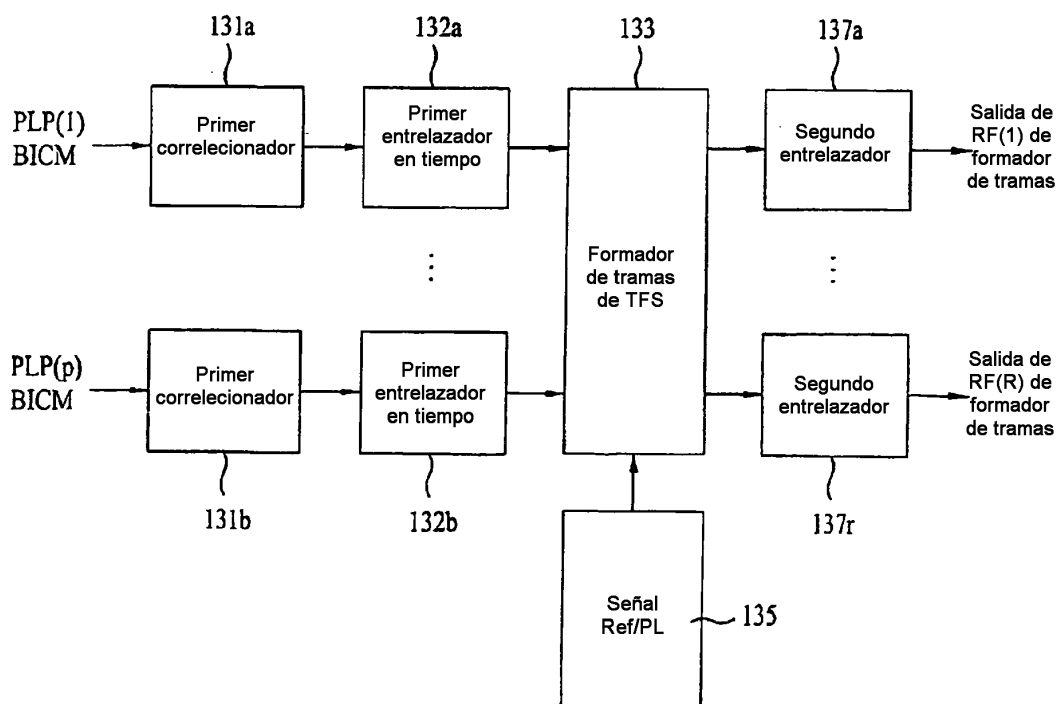 131a
132a
133
137a
PLP(1)
BICM
Primer
correlecionador
Primer
entrelazador
en tiempo
Segundo
entrelazador
Salida de
RF(1) de
formador
de tramas
Formador
de tramas
de TFS
PLP(p)
BICM
Primer
correlecionador
Primer
entrelazador
en tiempo
Segundo
entrelazador
Salida de
RF(R) de
formador
de tramas
131b
132b
137r
Señal
Ref/PL
135